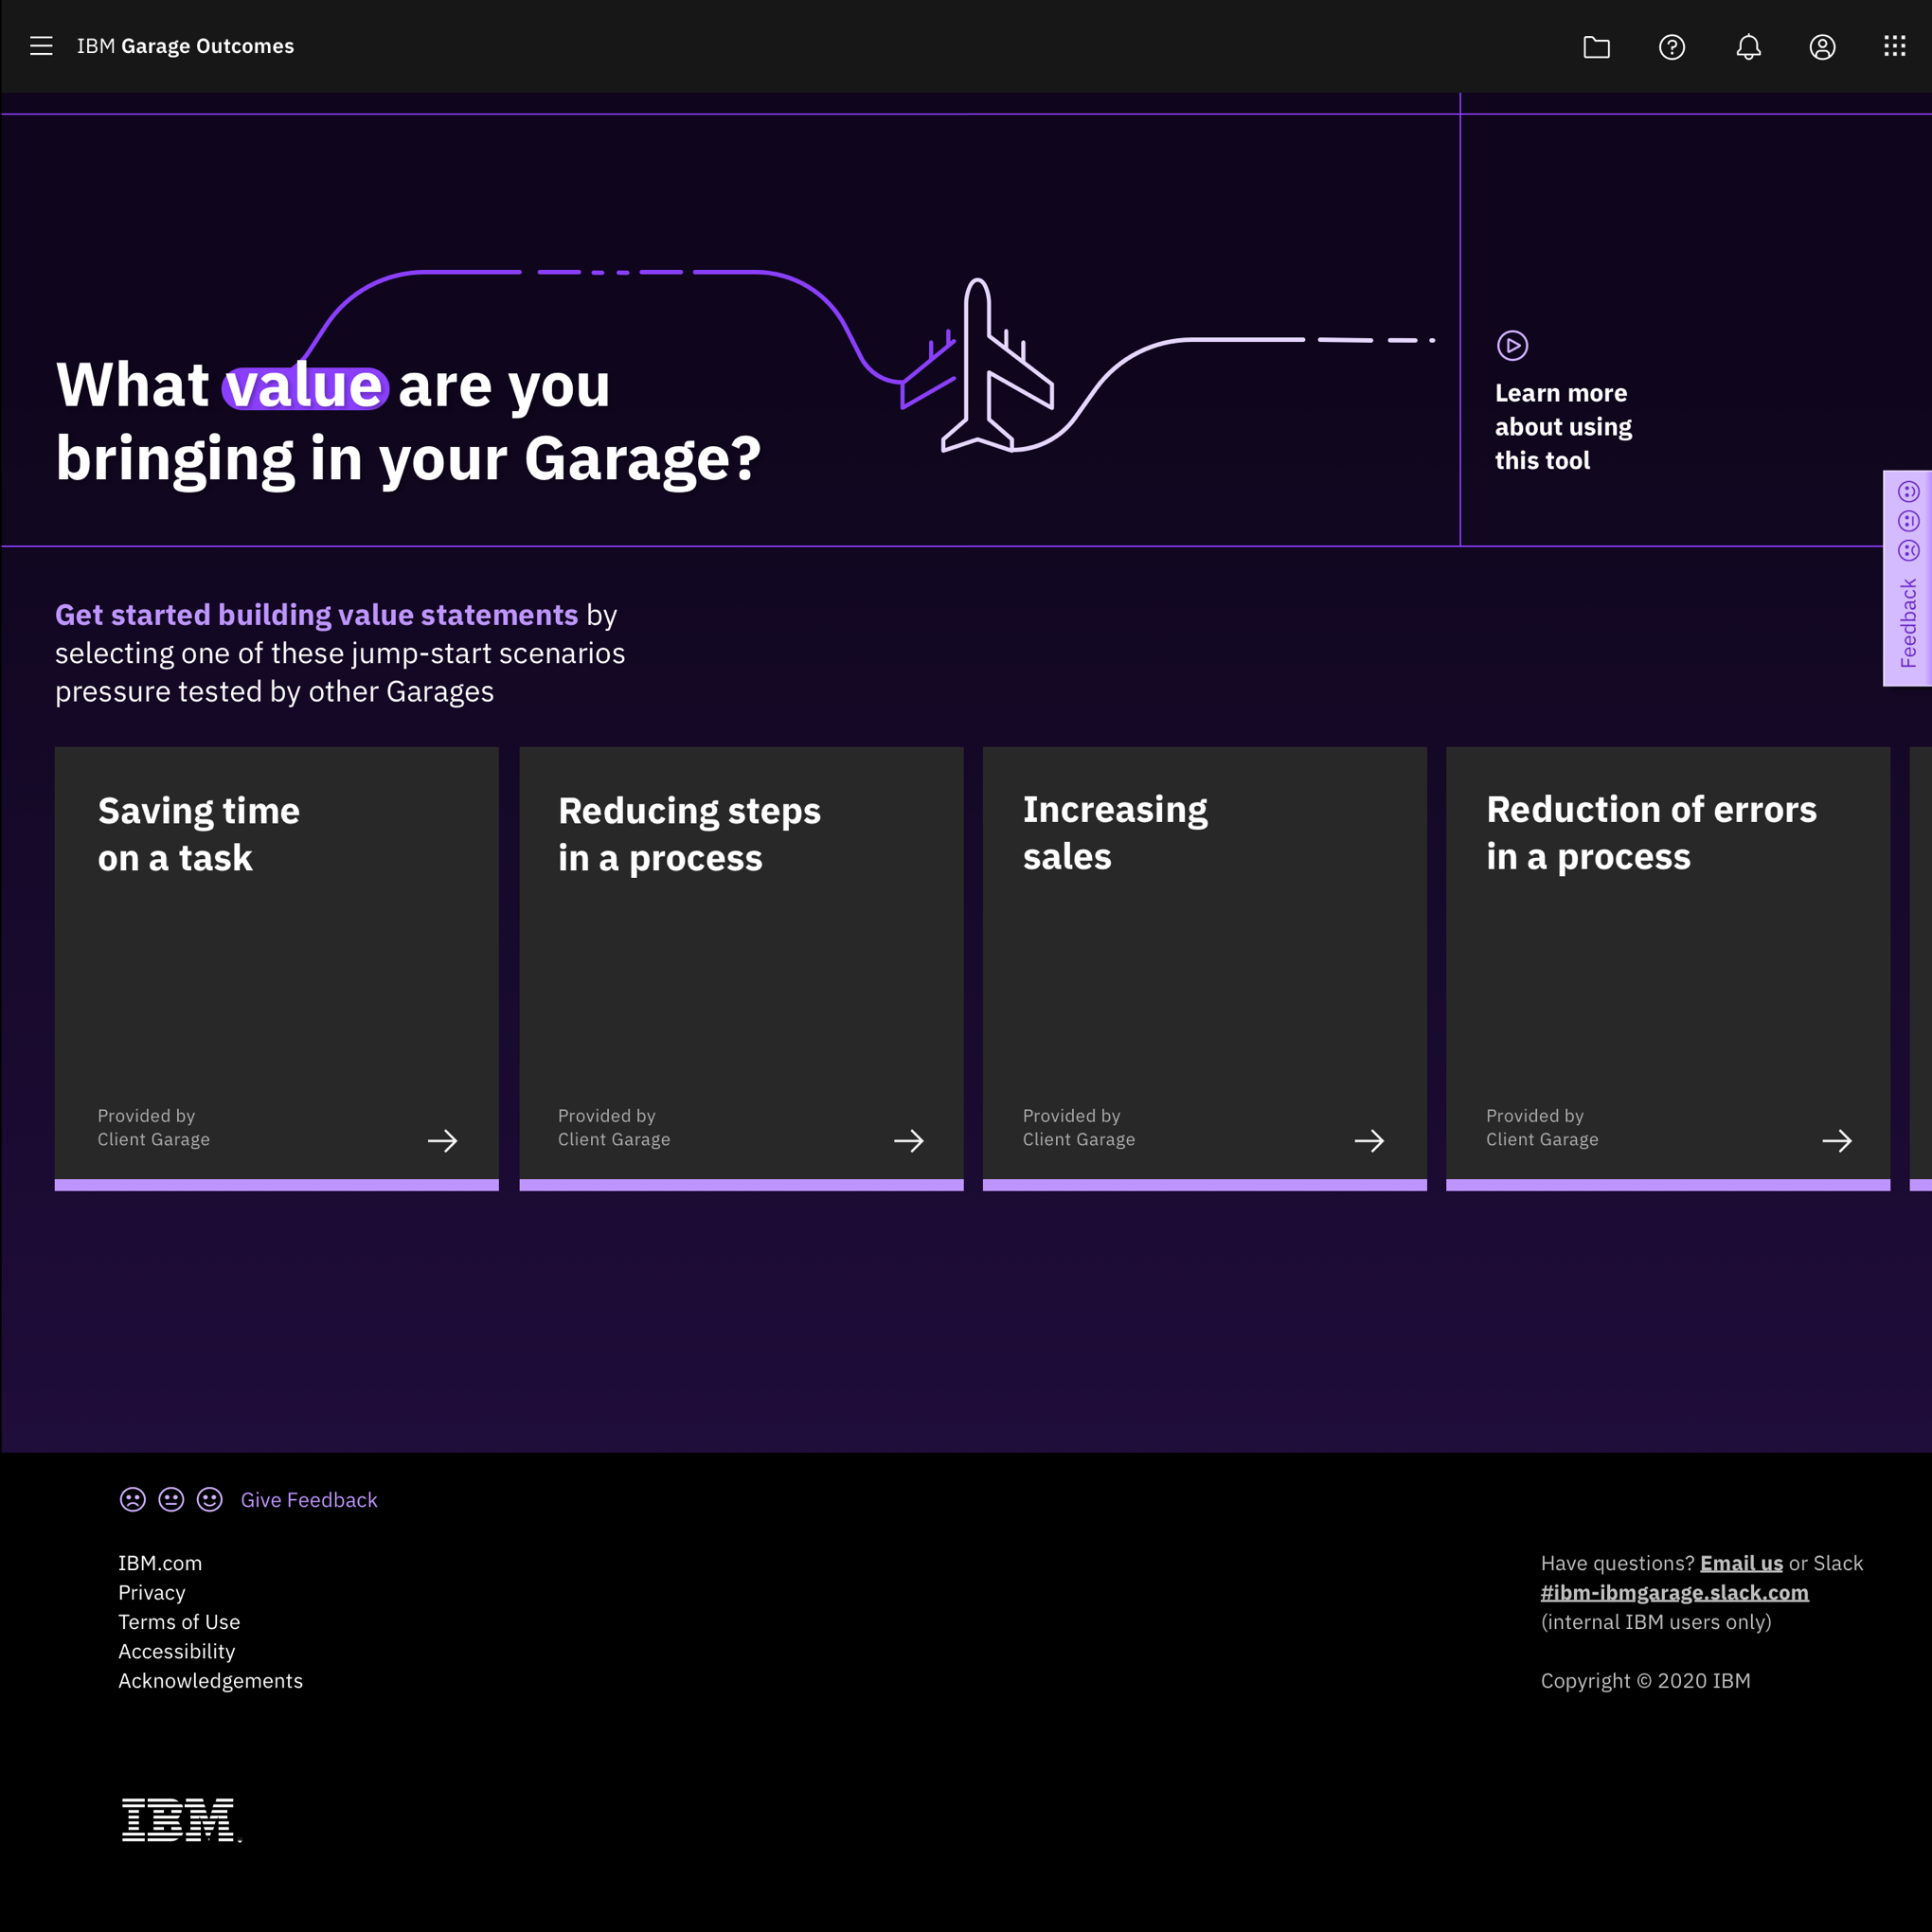 IBM Garage Outcomes
What value are you
bringing in your Garage?
Learn more
about using
this tool
Feedback
Get started building value statements by
selecting one of these jump-start scenarios
pressure tested by other Garages
Saving time
on a task
Provided by
Client Garage
Reducing steps
in a process
Provided by
Client Garage
Increasing
sales
Provided by
Client Garage
Reduction of errors
in a process
Provided by
Client Garage
Give Feedback
IBM.com
Privacy
Terms of Use
Accessibility
Acknowledgements
Have questions? Email us or Slack
#ibm-ibmgarage.slack.com
(internal IBM users only)
Copyright © 2020 IBM
IBM